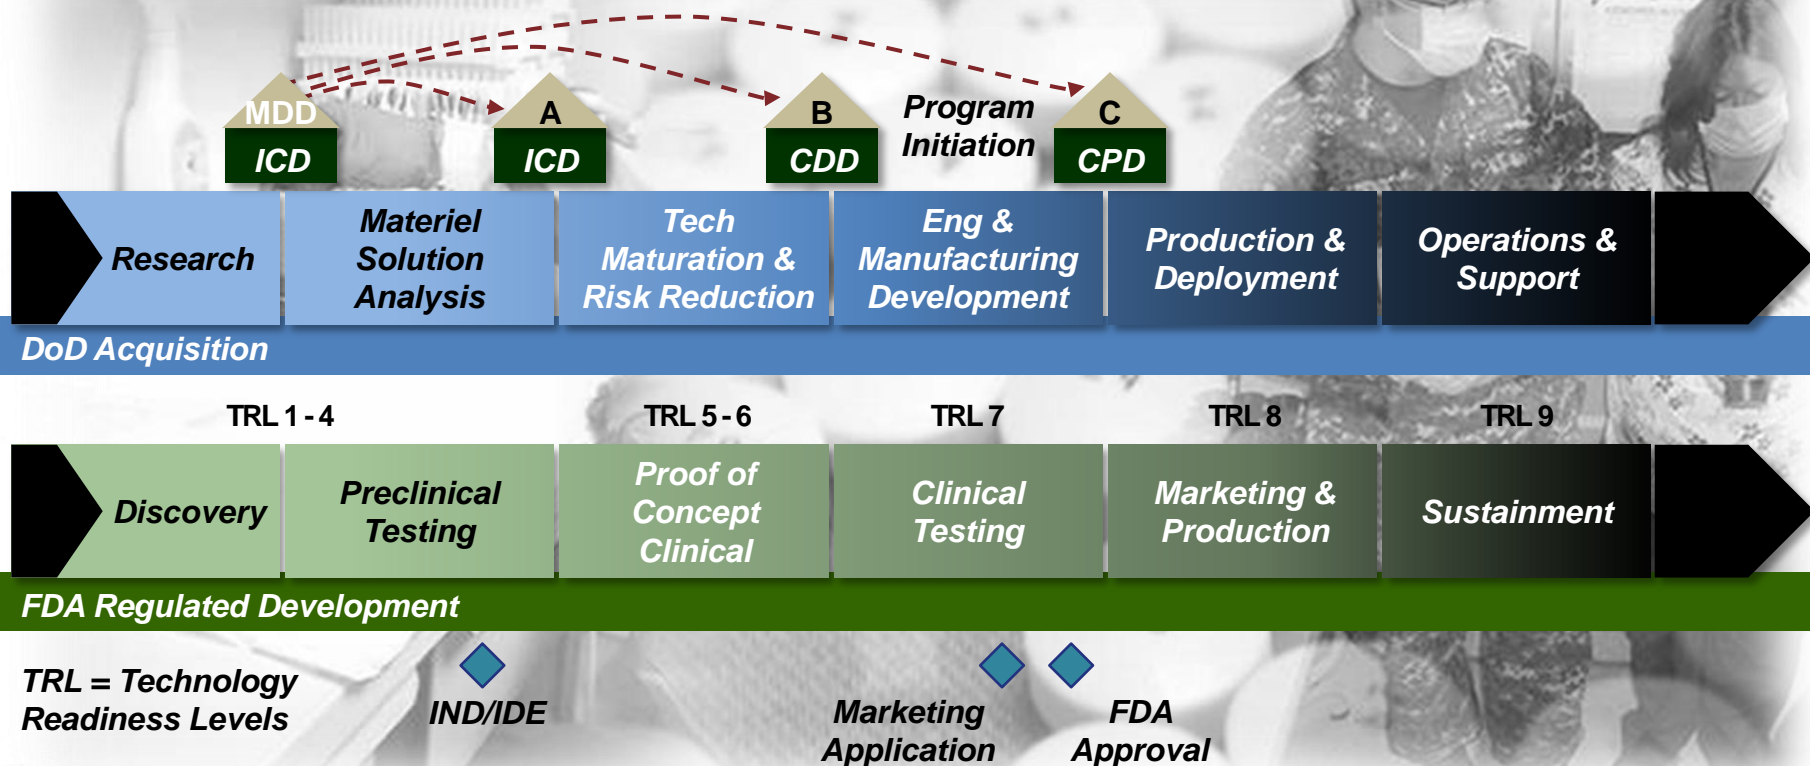 MDD
ICD
A
ICD
B
CDD
Program
Initiation
C
CPD
Research
Materiel
Solution
Analysis
Tech
Maturation &
Risk Reduction
Eng &
Manufacturing
Development
Production &
Deployment
Operations &
Support
DoD Acquisition
TRL 1 - 4
TRL 5 - 6
TRL 7
TRL 8
TRL 9
Discovery
Preclinical
Testing
Proof of
Concept
Clinical
Clinical
Testing
Marketing &
Production
Sustainment
FDA Regulated Development
TRL = Technology
Readiness Levels
IND/IDE
Marketing
Application
FDA
Approval